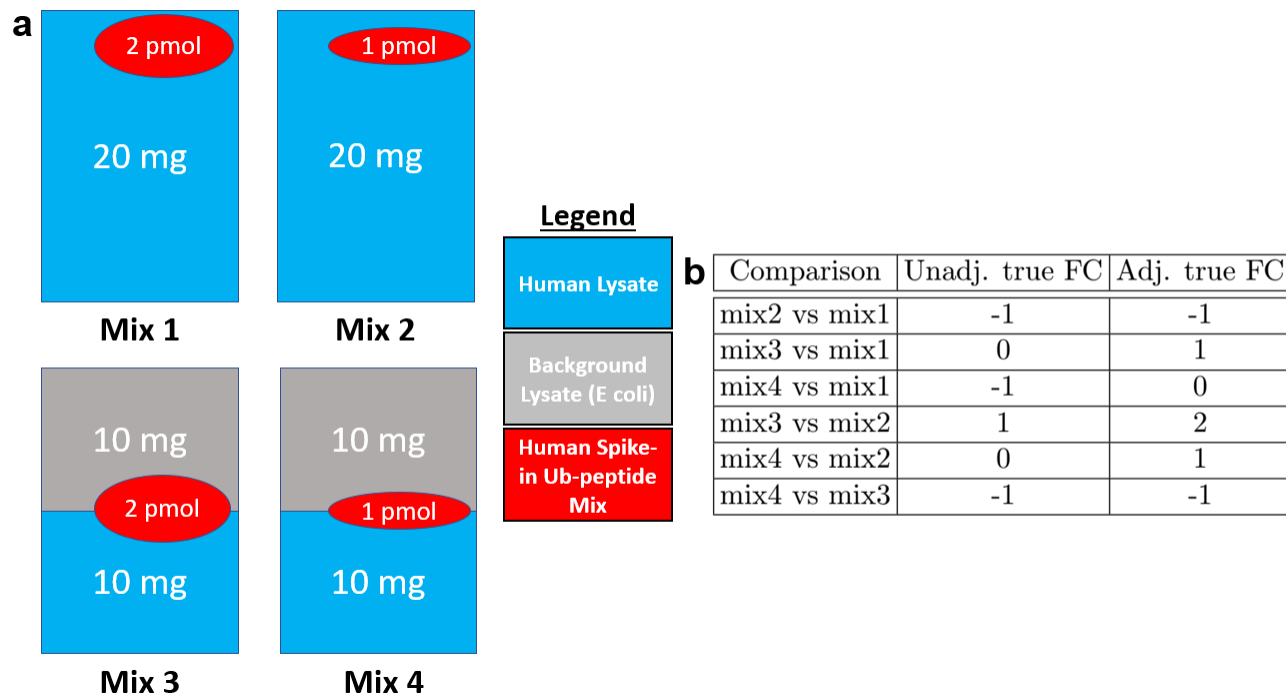 a
2 pmol
20 mg
Mix 1
1 pmol
20 mg
Mix 2
10 mg
2 pmol
10 mg
Mix 3
10 mg
1 pmol
10 mg
Mix 4
Legend
Human Lysate
Background
Lysate (E coli)
Human Spike-
in Ub-peptide
Mix
b
Comparison Unadj. true FC Adj. true FC
mix2 vs mix1 -1 -1
mix3 vs mix1 0 1
mix4 vs mix1 -1 0
mix3 vs mix2 1 2
mix4 vs mix2 0 1
mix4 vs mix3 -1 -1